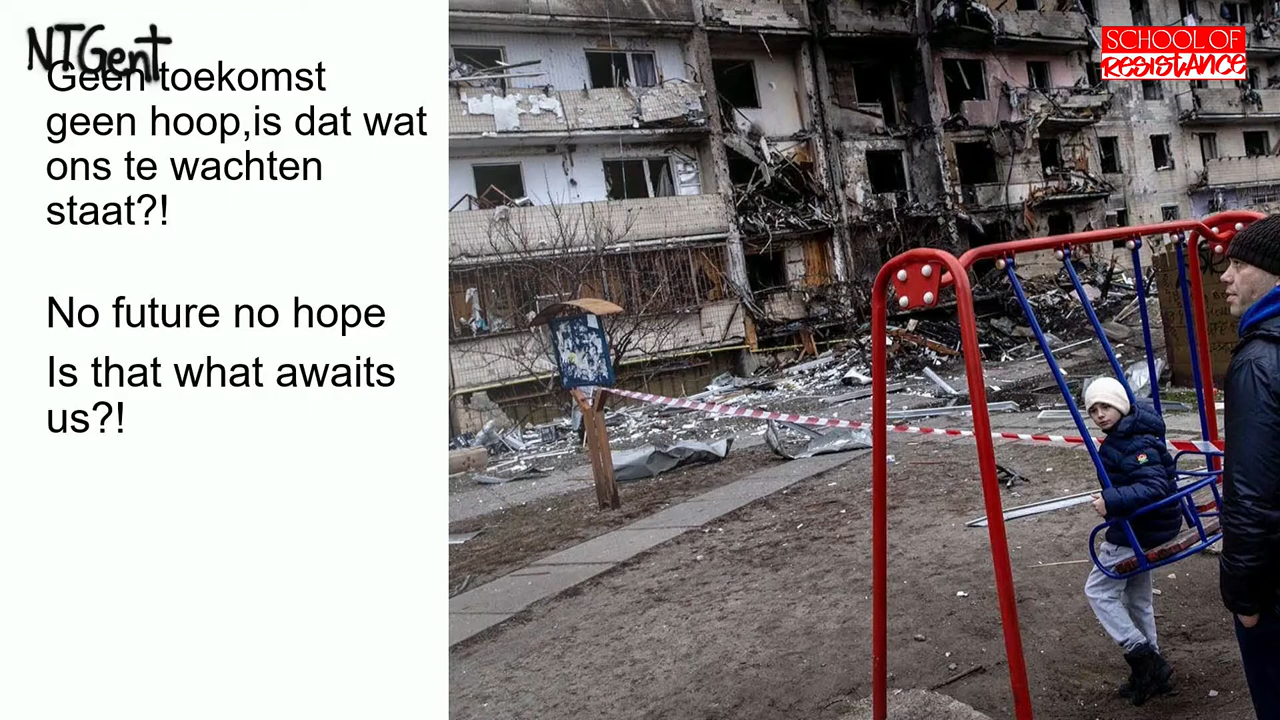 NTGent
Geen toekomst
geen hoop,is dat wat
ons te wachten
staat?!
No future no hope
Is that what awaits
us?!
SCHOOL OF
RESISTANCE